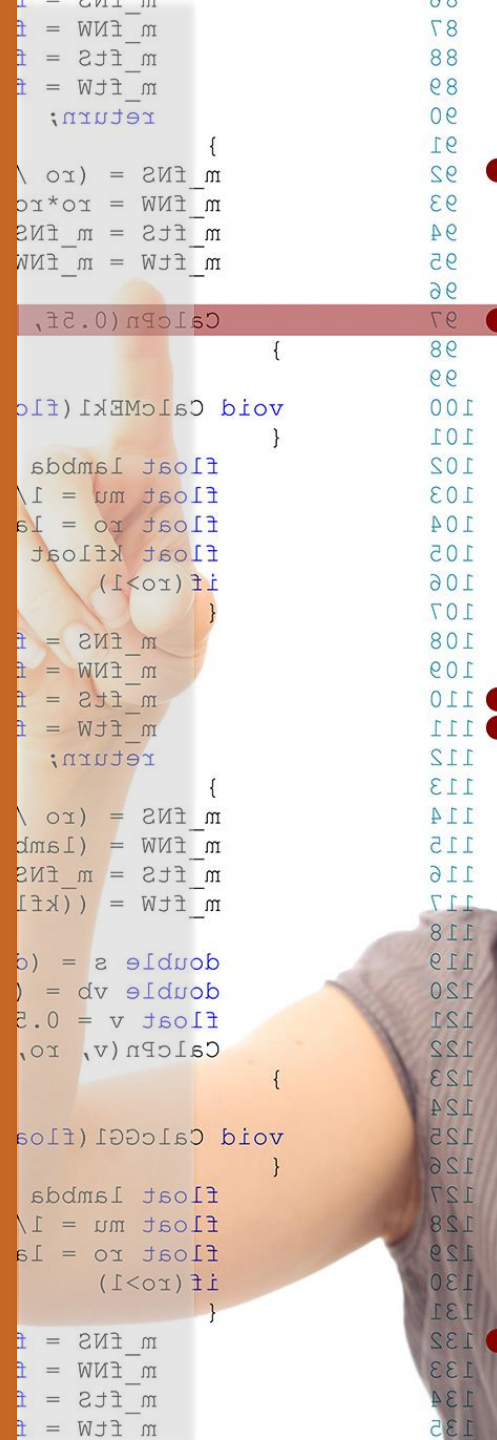 86 m_fNS = f
87 m_fNW = f
88 m_ftS = f
89 m_ftW = f
90 return;
91 }
92 m_fNS = (ro /
93 m_fNW = ro*ro
94 m_ftS = m_fNS
95 m_ftW = m_fNW
96
97 CalcPn(0.5f,
98 }
99
100 void CalcMEk1(flo
101 {
102 float lambda
103 float mu = 1/
104 float ro = la
105 float kfloat
106 if(ro>1)
107 {
108 m_fNS = f
109 m_fNW = f
110 m_ftS = f
111 m_ftW = f
112 return;
113 }
114 m_fNS = (ro /
115 m_fNW = (lamb
116 m_ftS = m_fNS
117 m_ftW = ((kfl
118
119 double s = (d
120 double vb = (
121 float v = 0.5
122 CalcPn(v, ro,
123 }
124
125 void CalcGG1(floa
126 {
127 float lambda
128 float mu = 1/
129 float ro = la
130 if(ro>1)
131 {
132 m_fNS = f
133 m_fNW = f
134 m_ftS = f
135 m_ftW = f